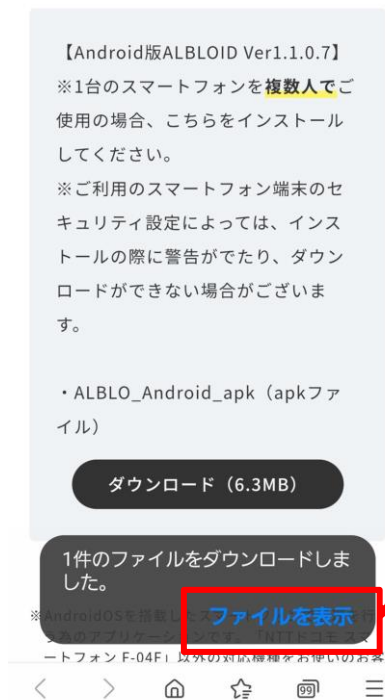 【Android版ALBLOID Ver1.1.0.7】
※1台のスマートフォンを複数人でご
使用の場合、こちらをインストール
してください。
※ご利用のスマートフォン端末のセ
キュリティ設定によっては、インス
トールの際に警告がでたり、ダウン
ロードができない場合がございま
す。
・ALBLO_Android_apk（apkファ
イル）
ダウンロード（6.3MB）
1件のファイルをダウンロードしま
した。
ファイルを表示
※AndroidOSを搭載したス
行
う為のアプリケーションです。「NTTドコモ ス
ートフォン F-04E」以外の対応機種をお使いのお客
99